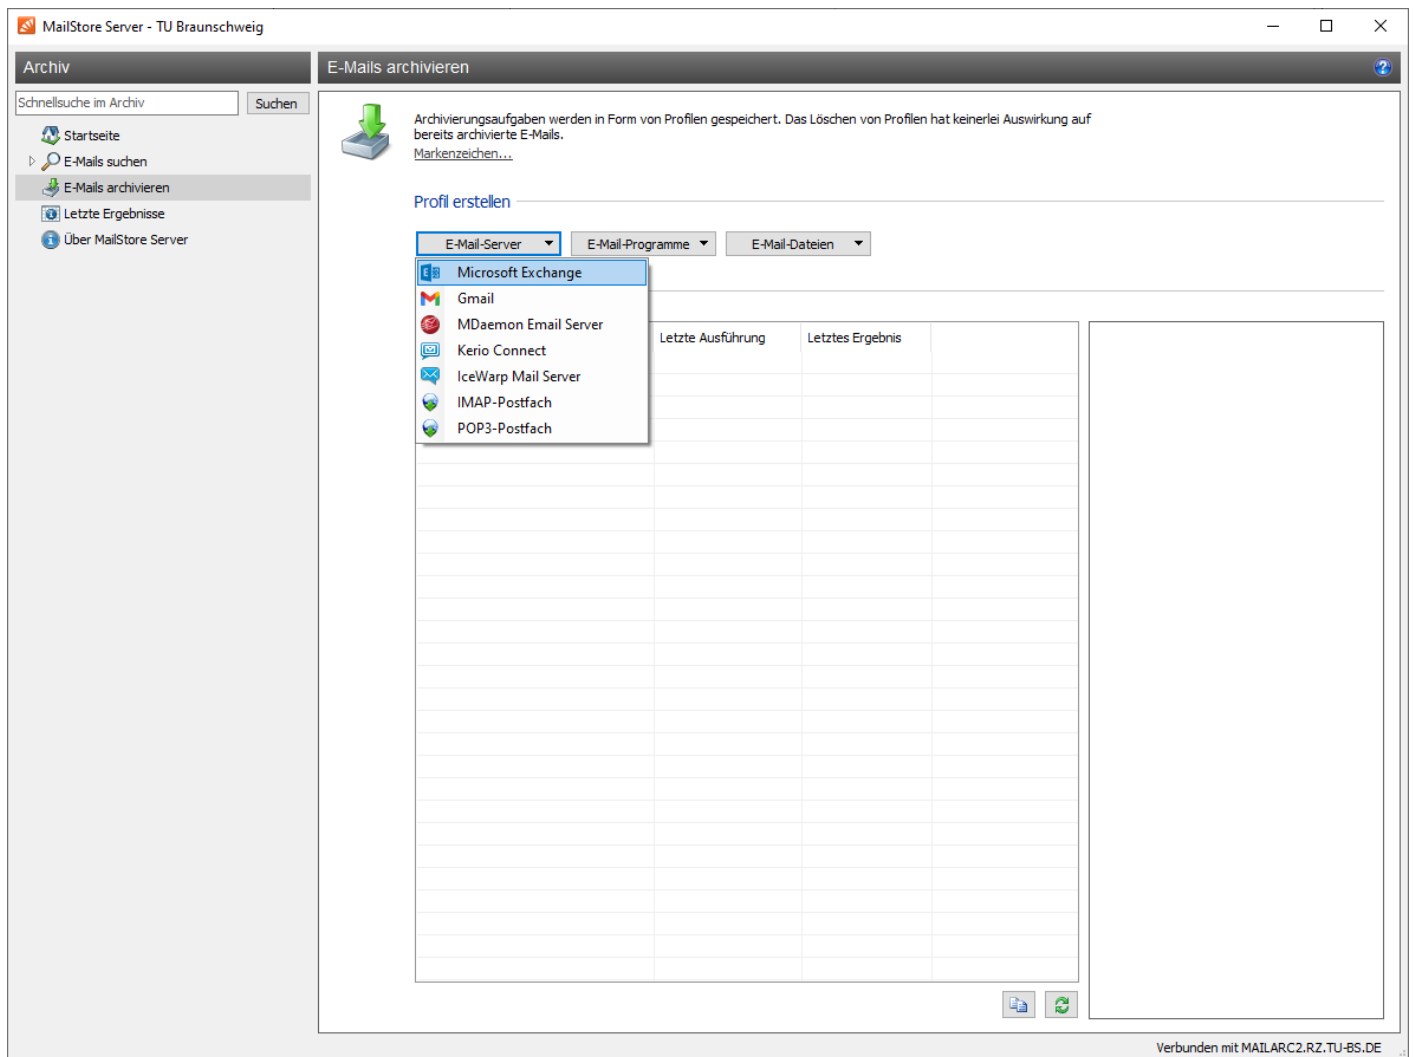 MailStore Server - TU Braunschweig
Archiv
Schnellsuche im Archiv
Suchen
Startseite
E-Mails suchen
E-Mails archivieren
Letzte Ergebnisse
Über MailStore Server
E-Mails archivieren
Archivierungsaufgaben werden in Form von Profilen gespeichert. Das Löschen von Profilen hat keinerlei Auswirkung auf
bereits archivierte E-Mails.
Markenzeichen...
Profil erstellen
E-Mail-Server
E-Mail-Programme
E-Mail-Dateien
Microsoft Exchange
Gmail
MDaemon Email Server
Kerio Connect
IceWarp Mail Server
IMAP-Postfach
POP3-Postfach
Letzte Ausführung
Letztes Ergebnis
Verbunden mit MAILARC2.RZ.TU-BS.DE